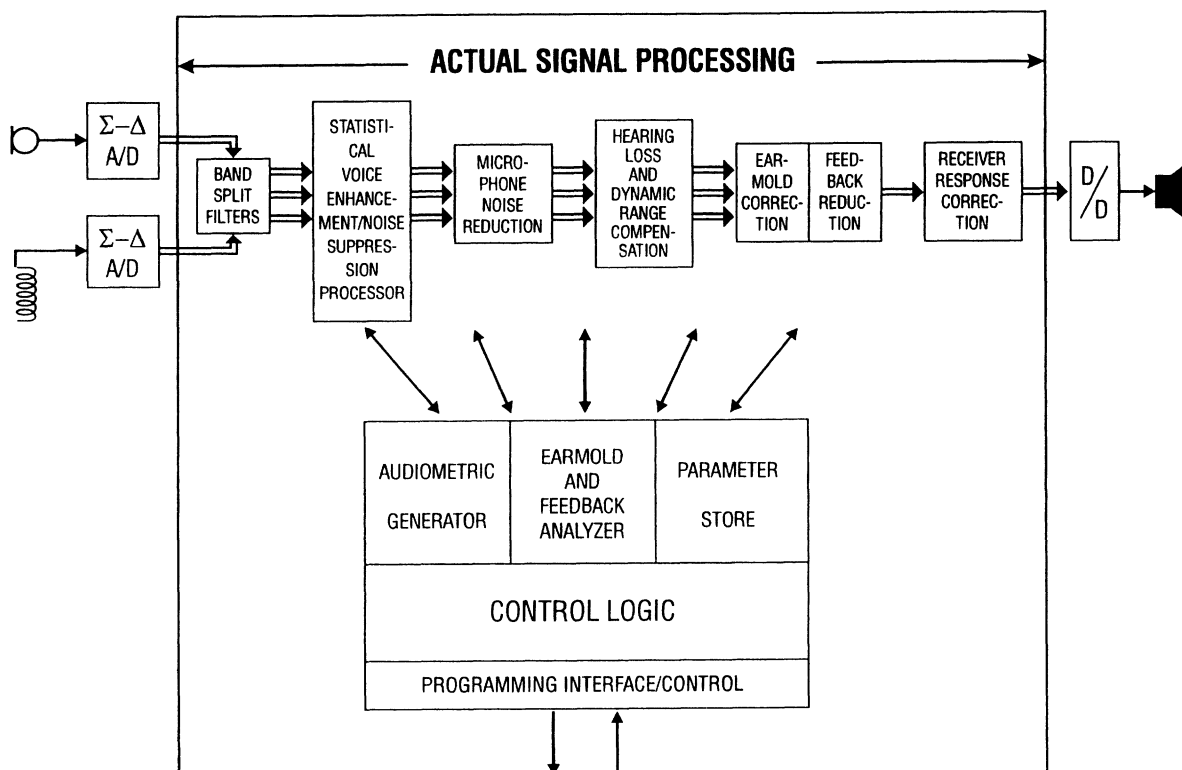 ACTUAL SIGNAL PROCESSING
Σ–Δ
A/D
Σ–Δ
A/D
BAND
SPLIT
FILTERS
STATISTI-
CAL
VOICE
ENHANCE-
MENT/NOISE
SUPPRES-
SION
PROCESSOR
MICRO-
PHONE
NOISE
REDUCTION
HEARING
LOSS AND
DYNAMIC
RANGE
COMPEN-
SATION
EAR-
MOLD
CORREC-
TION
FEED-
BACK
REDUC-
TION
RECEIVER
RESPONSE
CORREC-
TION
D/D
AUDIOMETRIC
GENERATOR
EARMOLD
AND
FEEDBACK
ANALYZER
PARAMETER
STORE
CONTROL LOGIC
PROGRAMMING INTERFACE/CONTROL